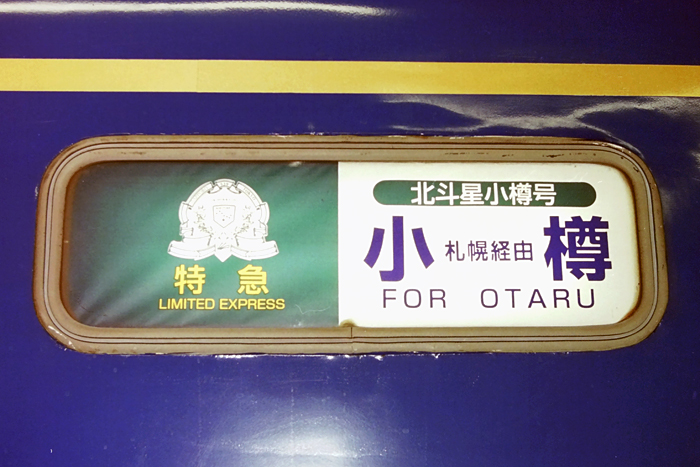 特急
LIMITED EXPRESS
北斗星小樽号
小樽
札幌経由
FOR OTARU